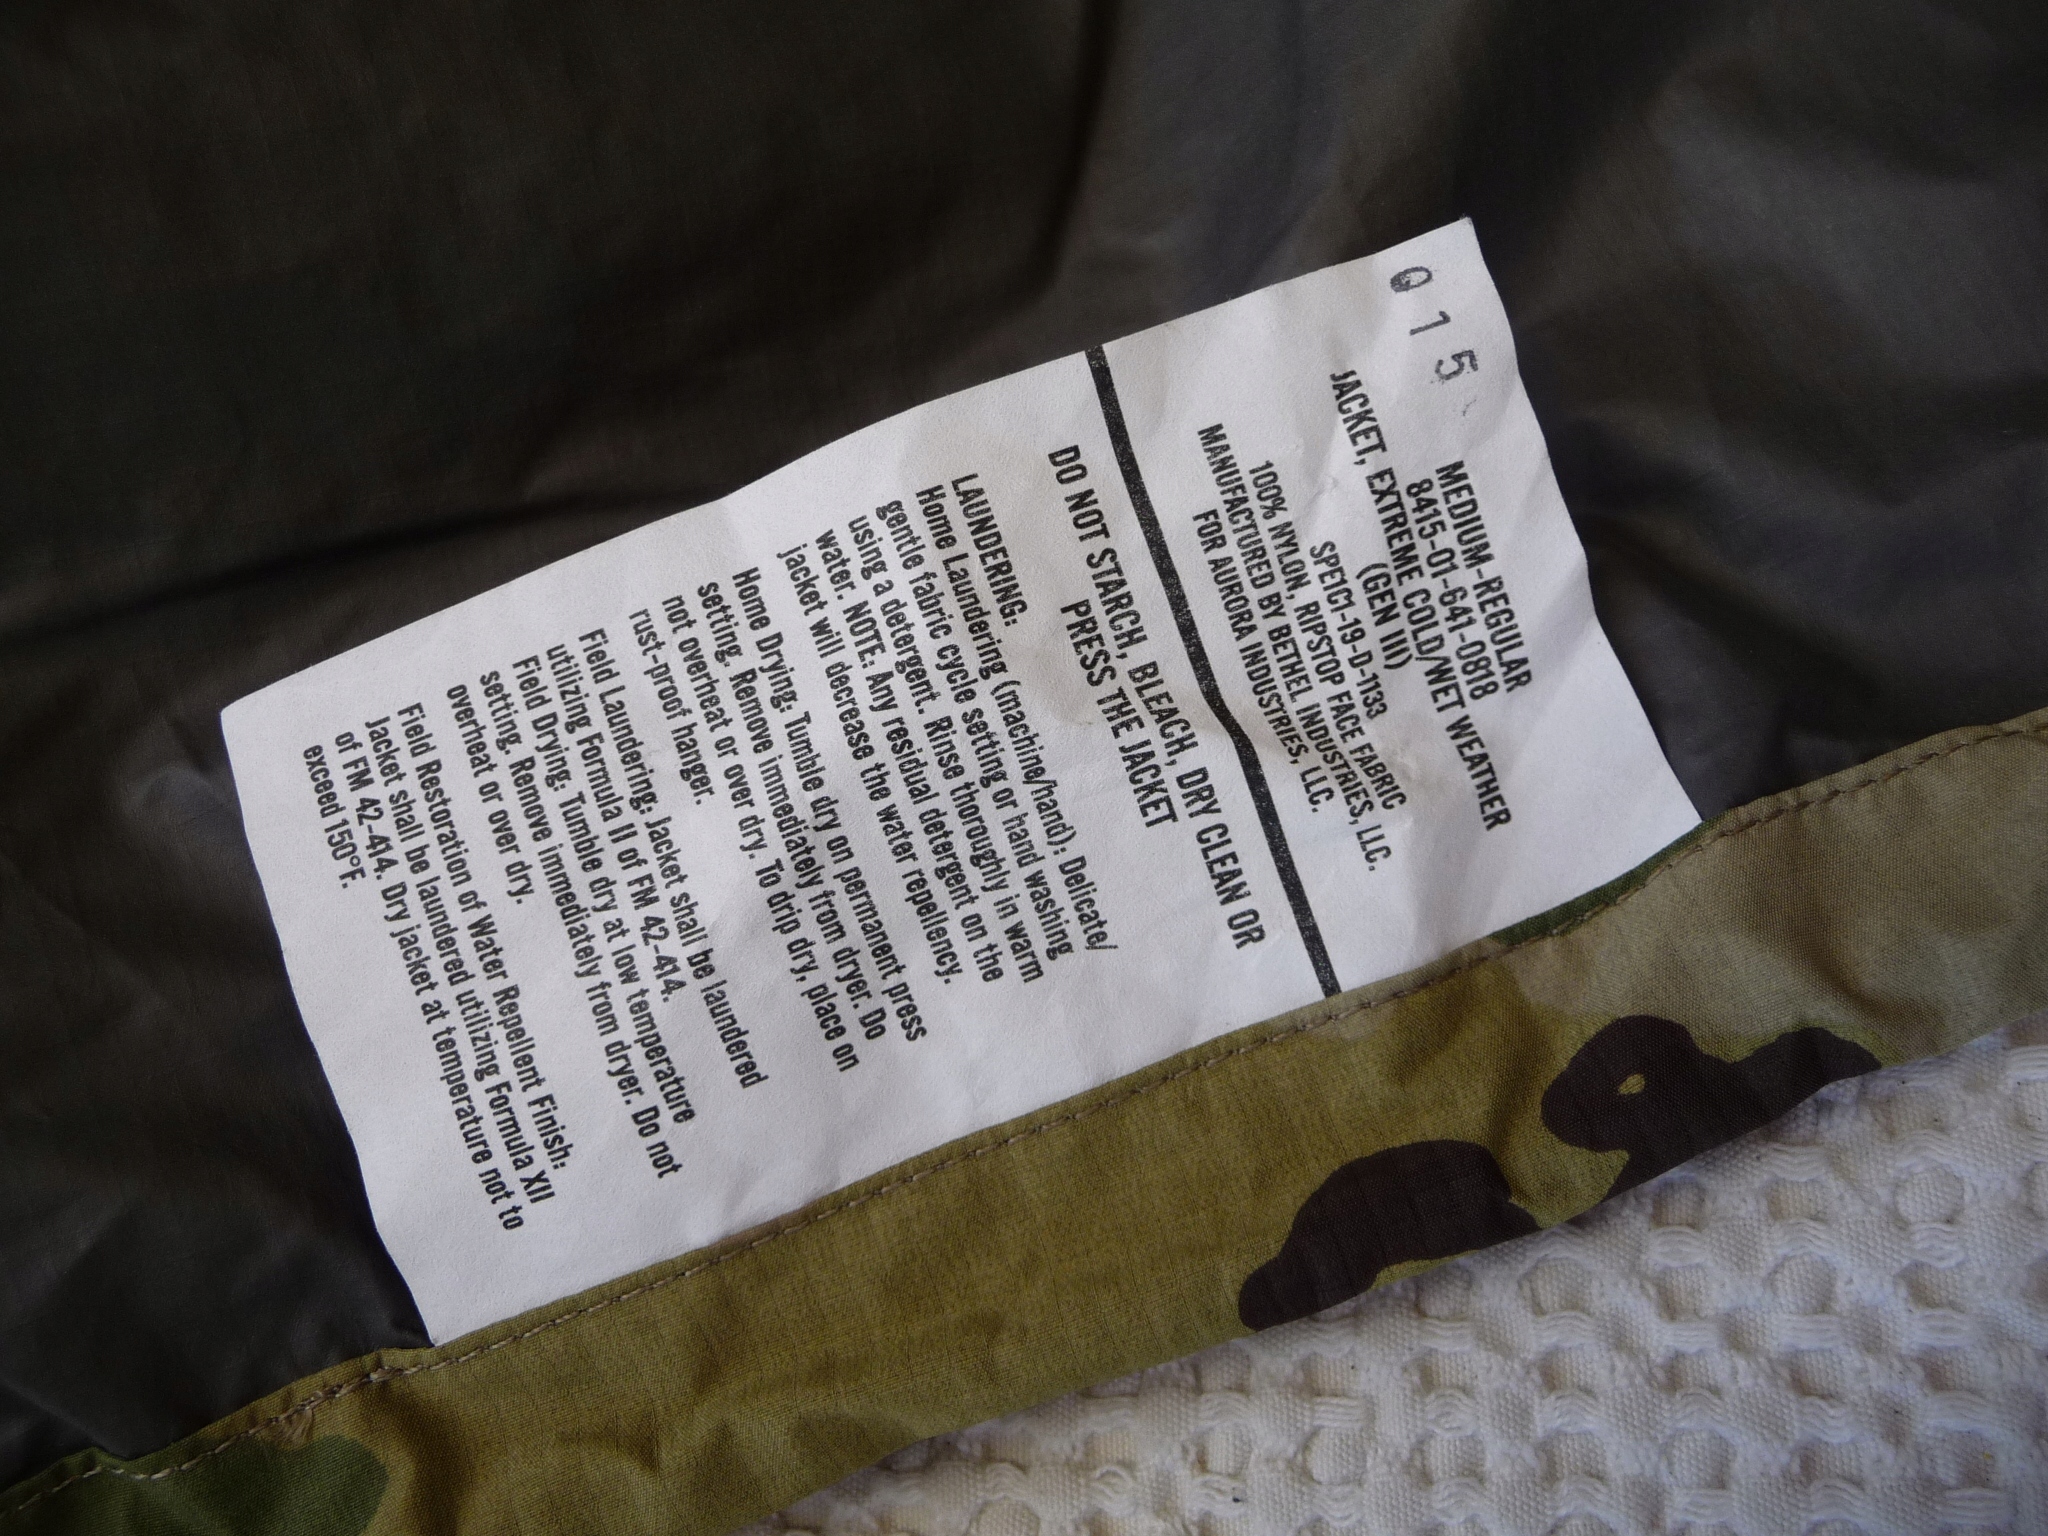 015
MEDIUM-REGULAR
8415-01-641-0818
JACKET, EXTREME COLD/WET WEATHER
(GEN III)
SPE1C1-19-D-1133
100% NYLON, RIPSTOP FACE FABRIC
MANUFACTURED BY BETHEL INDUSTRIES, LLC.
FOR AURORA INDUSTRIES, LLC.
DO NOT STARCH, BLEACH, DRY CLEAN OR
PRESS THE JACKET
LAUNDERING:
Home Laundering (machine/hand): Delicate/
gentle fabric cycle setting or hand washing
using a detergent. Rinse thoroughly in warm
water. NOTE: Any residual detergent on the
jacket will decrease the water repellency.
Home Drying: Tumble dry on permanent press
setting. Remove immediately from dryer. Do
not overheat or over dry. To drip dry, place on
rust-proof hanger.
Field Laundering: Jacket shall be laundered
utilizing Formula II of FM 42-414.
Field Drying: Tumble dry at low temperature
setting. Remove immediately from dryer. Do not
overheat or over dry.
Field Restoration of Water Repellent Finish:
Jacket shall be laundered utilizing Formula XII
of FM 42-414. Dry jacket at temperature not to
exceed 150°F.